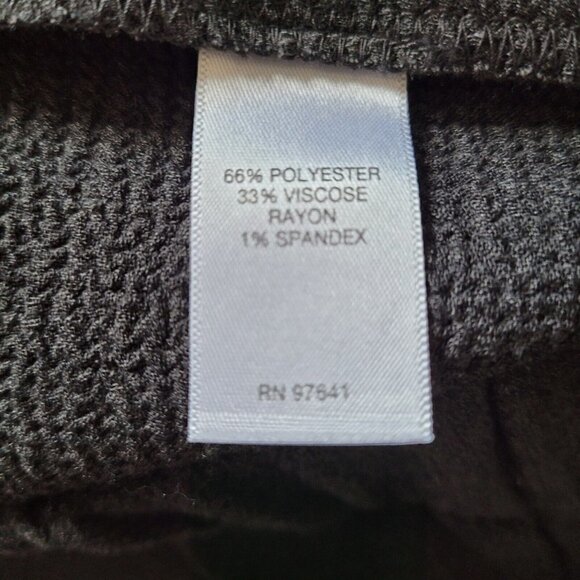 66% POLYESTER
33% VISCOSE
RAYON
1% SPANDEX
RN 97641